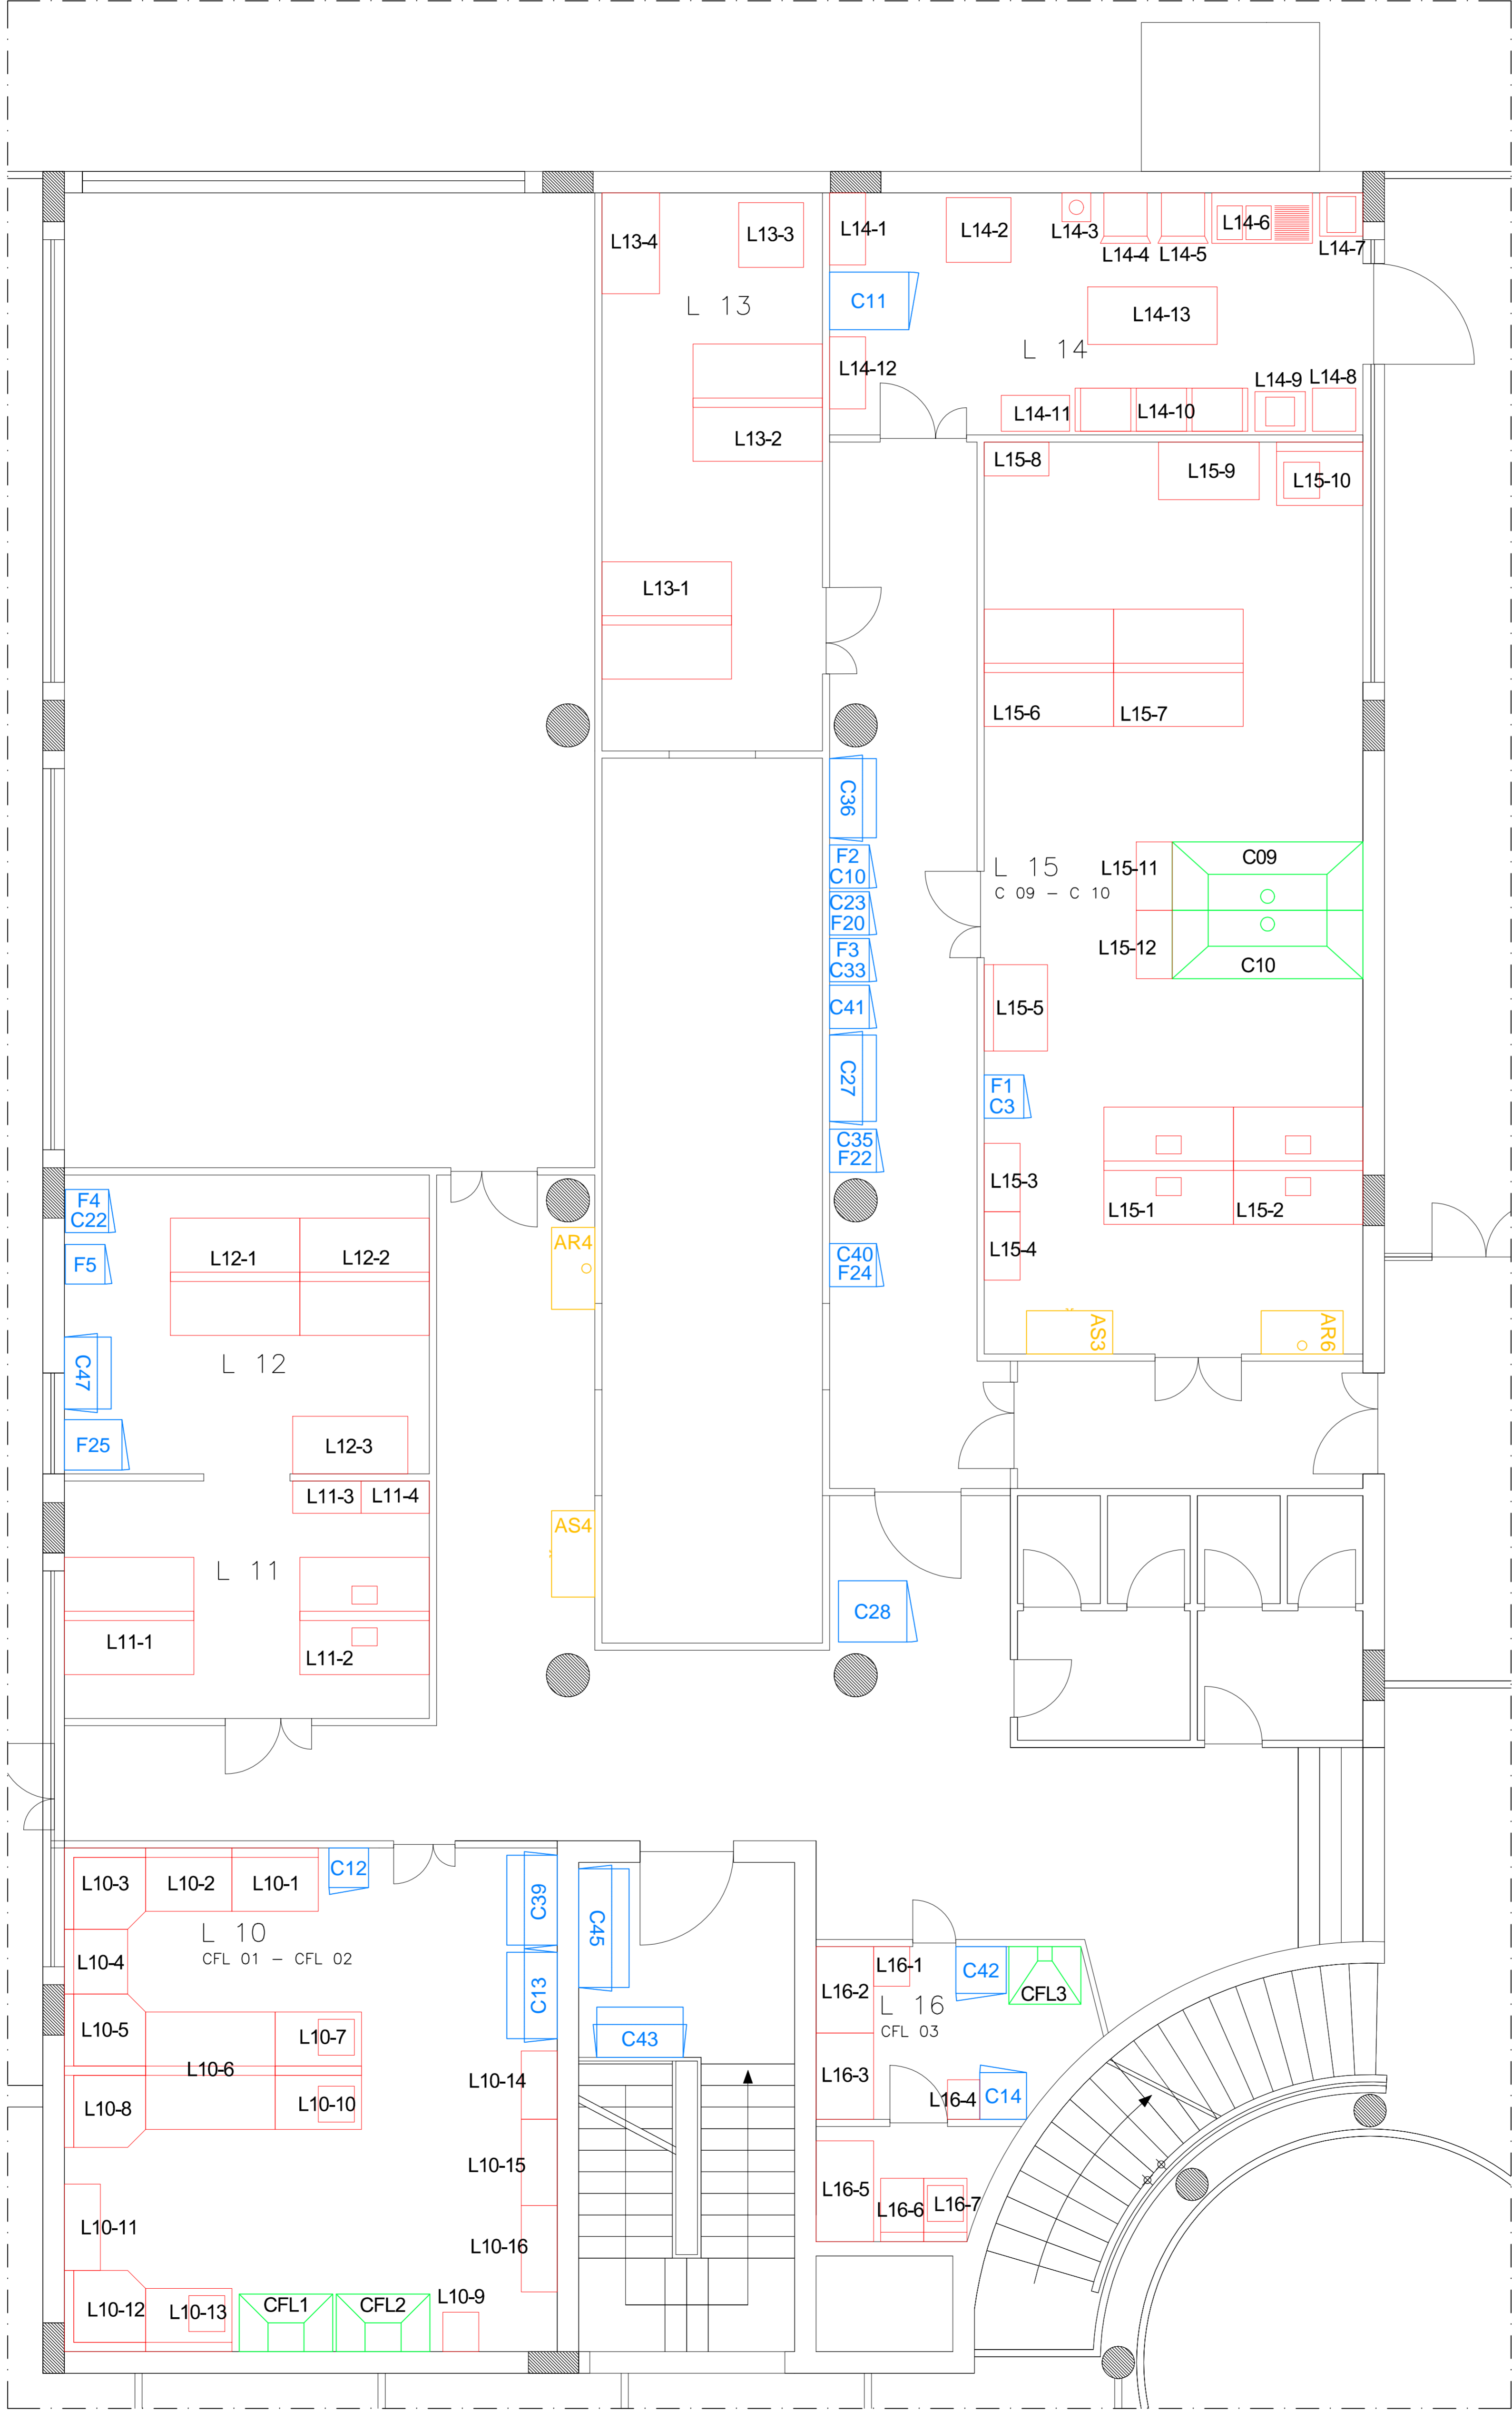 L13-4
L13-3
L 13
L13-2
L13-1
L14-1
L14-2
L14-3
L14-4
L14-5
L14-6
L14-7
C11
L14-13
L 14
L14-12
L14-11
L14-10
L14-9
L14-8
L15-8
L15-9
L15-10
L15-6
L15-7
C36
F2
C10
C23
F20
F3
C33
C41
C27
C35
F22
C40
F24
L 15
C 09 – C 10
L15-11
C09
L15-12
C10
L15-5
F1
C3
L15-3
L15-4
L15-1
L15-2
AS3
AR6
F4
C22
F5
L12-1
L12-2
C47
L 12
F25
L12-3
AR4
AS4
L11-3
L11-4
L 11
L11-1
L11-2
C28
L10-3
L10-2
L10-1
C12
L 10
CFL 01 – CFL 02
L10-4
C39
C13
L10-5
L10-7
L10-6
L10-8
L10-10
L10-14
L10-15
L10-11
L10-16
L10-12
L10-13
CFL1
CFL2
L10-9
C45
C43
L16-1
L16-2
C42
CFL3
L 16
CFL 03
L16-3
L16-4
C14
L16-5
L16-6
L16-7